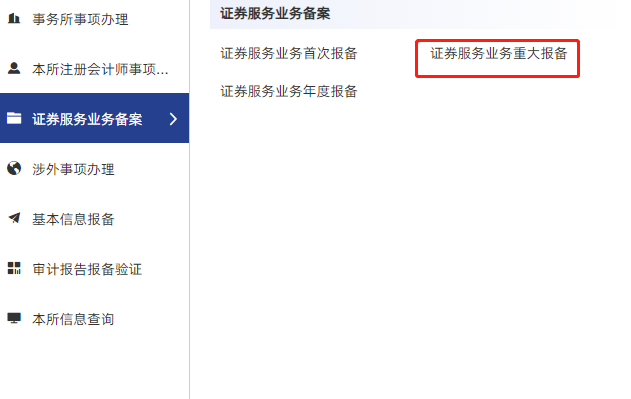 事务所事项办理
本所注册会计师事项...
证券服务业务备案
涉外事项办理
基本信息报备
审计报告报备验证
本所信息查询
证券服务业务备案
证券服务业务首次报备
证券服务业务重大报备
证券服务业务年度报备